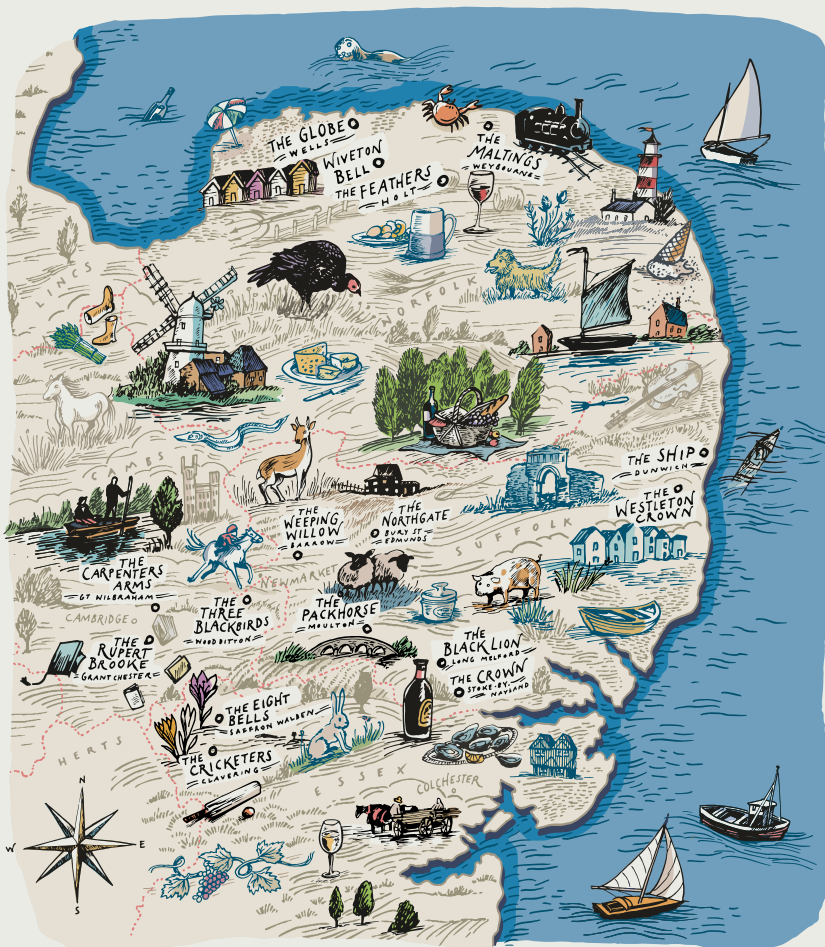 THE GLOBE
WELLS
WIVETON
BELL
THE FEATHERS
HOLT
THE
MALTINGS
WEYBOURNE
LINCS
NORFOLK
CAMBS
THE SHIP
DUNWICH
THE
WESTLETON
CROWN
THE
WEEPING
WILLOW
BARROW
THE
NORTHGATE
BURY ST
EDMUNDS
SUFFOLK
THE
CARPENTERS
ARMS
GT WILBRAHAM
NEWMARKET
CAMBRIDGE
THE
THREE
BLACKBIRDS
WOODDITTON
THE
PACKHORSE
MOULTON
THE
RUPERT
BROOKE
GRANTCHESTER
THE
BLACK LION
LONG MELFORD
THE CROWN
STOKE-BY-
NAYLAND
THE EIGHT
BELLS
SAFFRON WALDEN
HERTS
THE
CRICKETERS
CLAVERING
ESSEX
COLCHESTER
N
W
E
S